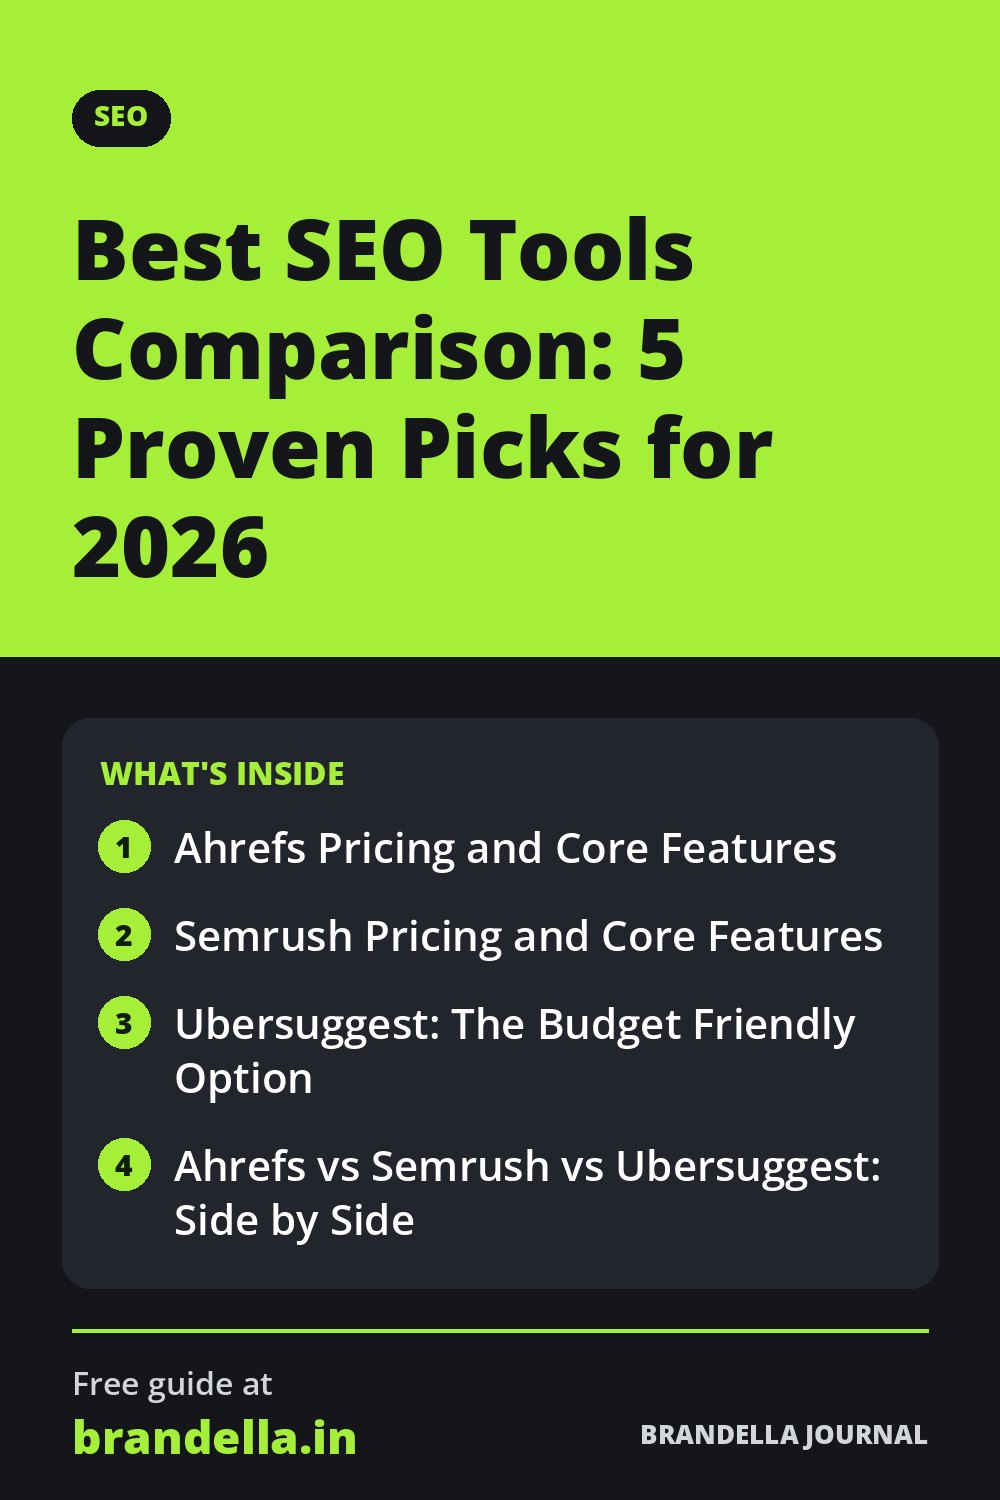 SEO
Best SEO Tools
Comparison: 5
Proven Picks for
2026
WHAT'S INSIDE
1 Ahrefs Pricing and Core Features
2 Semrush Pricing and Core Features
3 Ubersuggest: The Budget Friendly
Option
4 Ahrefs vs Semrush vs Ubersuggest:
Side by Side
Free guide at
brandella.in
BRANDELLA JOURNAL